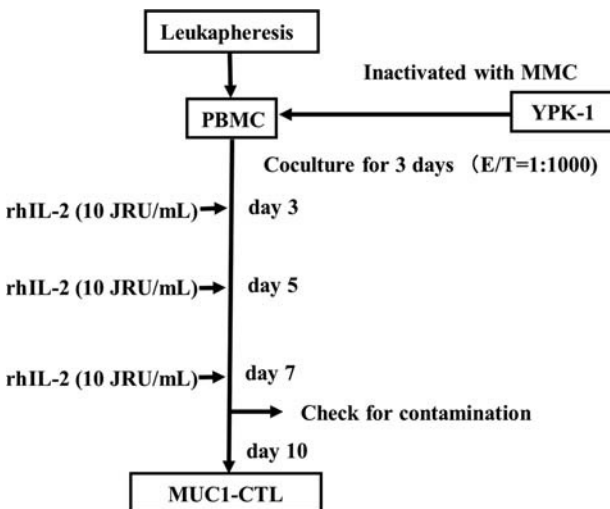 Leukapheresis
Inactivated with MMC
PBMC
YPK-1
Coculture for 3 days （E/T=1:1000)
rhIL-2 (10 JRU/mL)
day 3
rhIL-2 (10 JRU/mL)
day 5
rhIL-2 (10 JRU/mL)
day 7
Check for contamination
day 10
MUC1-CTL